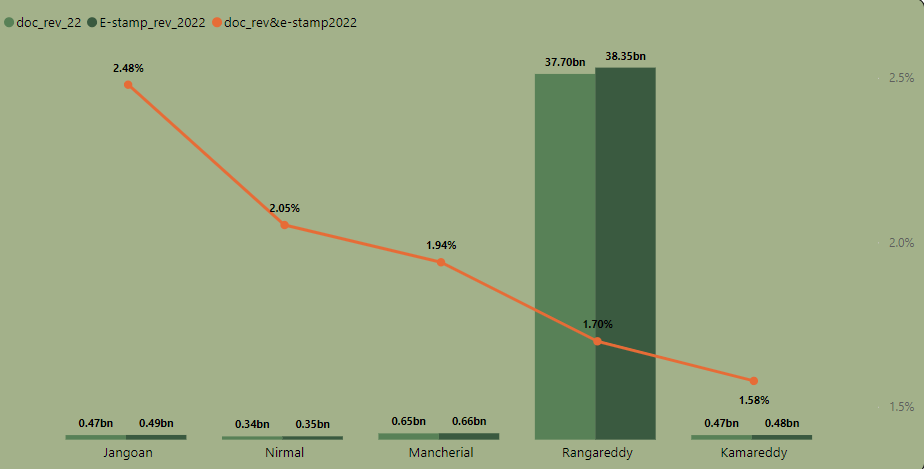 doc_rev_22 E-stamp_rev_2022 doc_rev&e-stamp2022
37.70bn 38.35bn
2.48%
2.5%
2.05%
2.0%
1.94%
1.70%
1.58%
1.5%
0.47bn 0.49bn 0.34bn 0.35bn 0.65bn 0.66bn 0.47bn 0.48bn
Jangoan Nirmal Mancherial Rangareddy Kamareddy